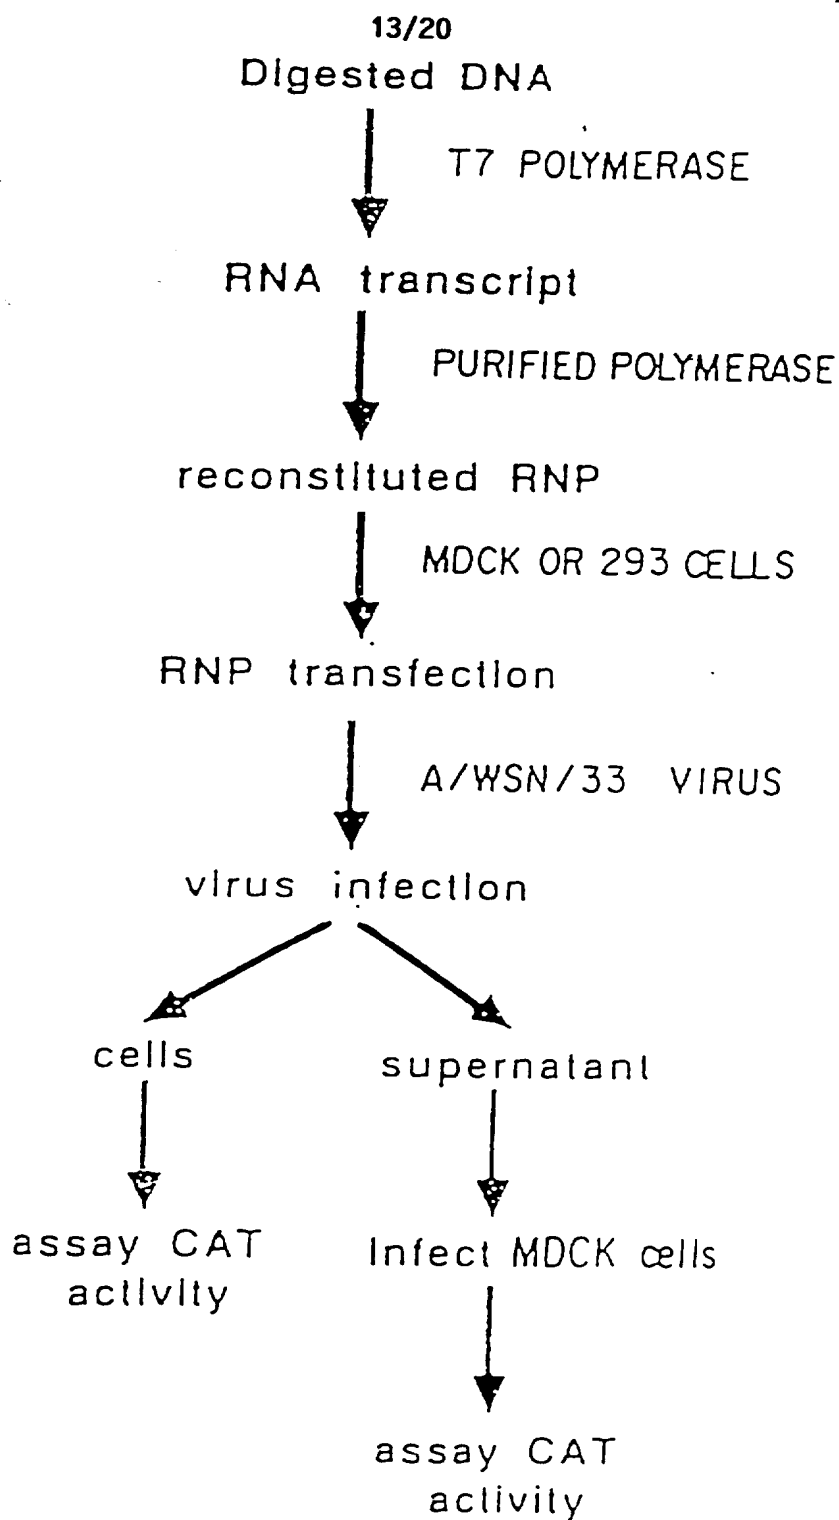 13/20
Digested DNA
T7 POLYMERASE
RNA transcript
PURIFIED POLYMERASE
reconstituted RNP
MDCK OR 293 CELLS
RNP transfection
A/WSN/33 VIRUS
virus infection
cells
supernatant
assay CAT
activity
Infect MDCK cells
assay CAT
activity